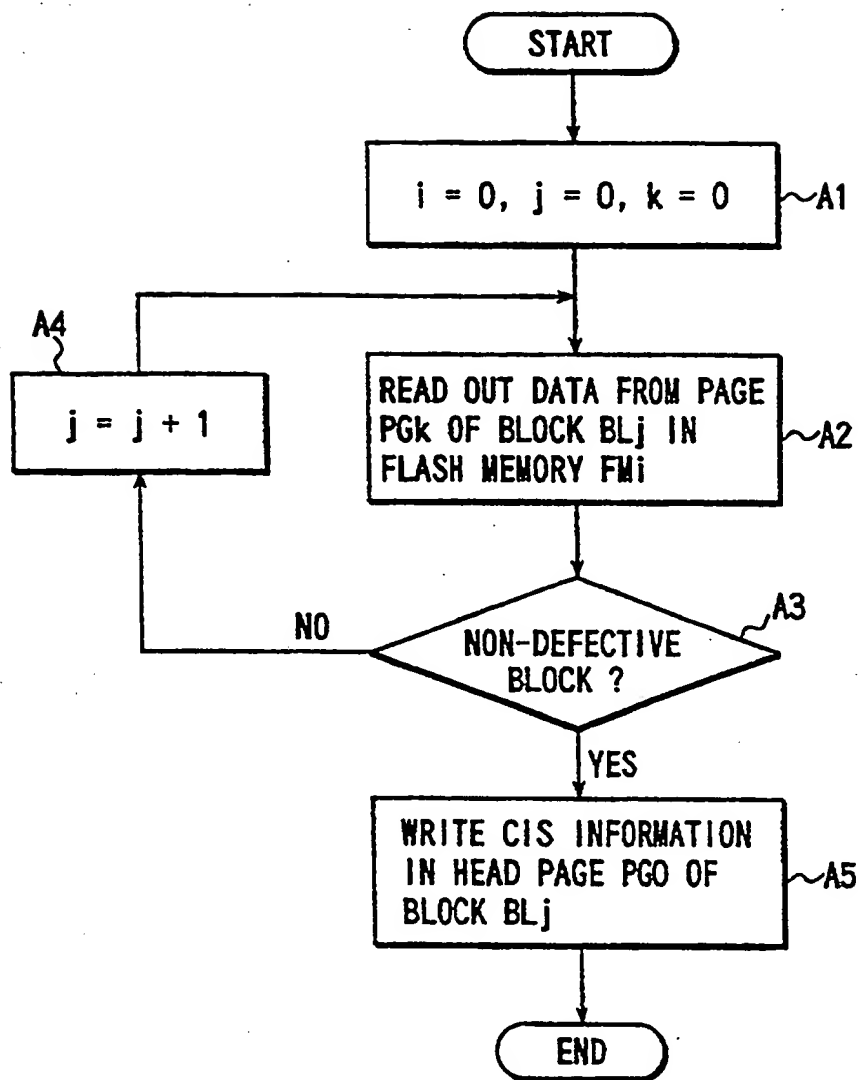 START
i = 0, j = 0, k = 0
A1
A4
j = j + 1
READ OUT DATA FROM PAGE
PGk OF BLOCK BLj IN
FLASH MEMORY FMi
A2
A3
NO
NON-DEFECTIVE
BLOCK ?
YES
WRITE CIS INFORMATION
IN HEAD PAGE PG0 OF
BLOCK BLj
A5
END